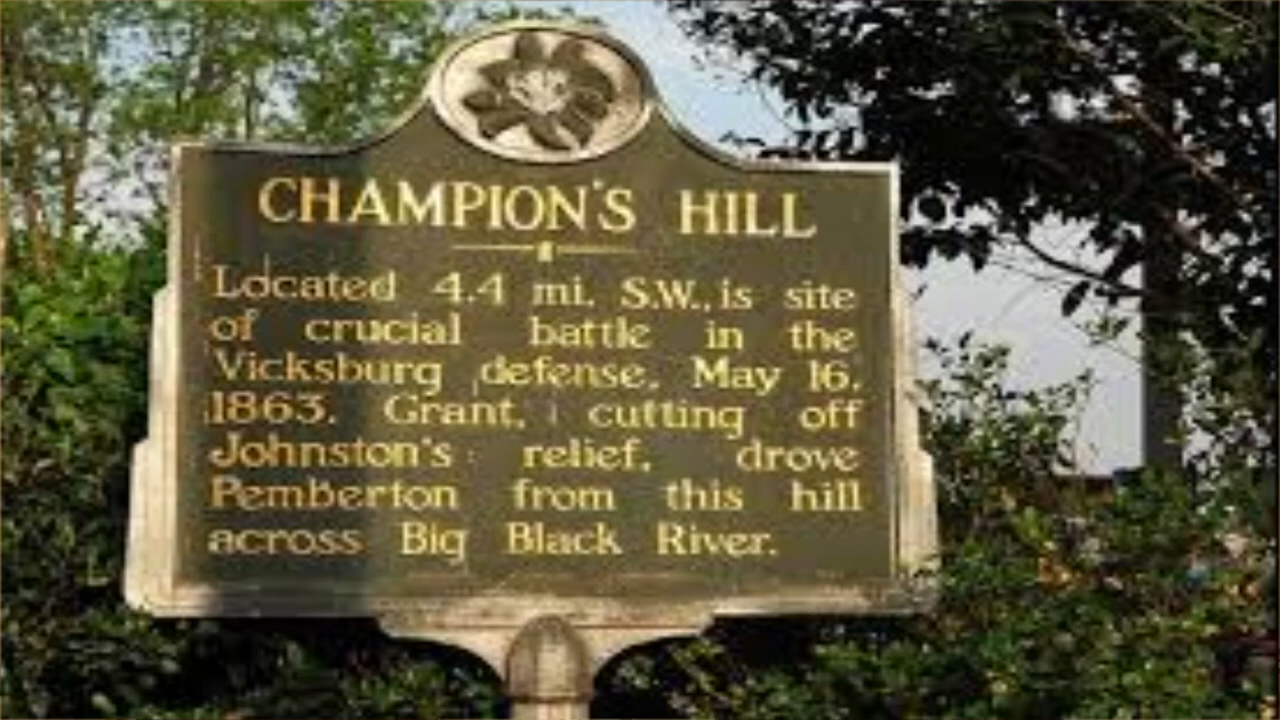 CHAMPION'S HILL
Located 4.4 mi. S.W., is site
of crucial battle in the
Vicksburg defense, May 16,
1863. Grant, cutting off
Johnston's relief, drove
Pemberton from this hill
across Big Black River.